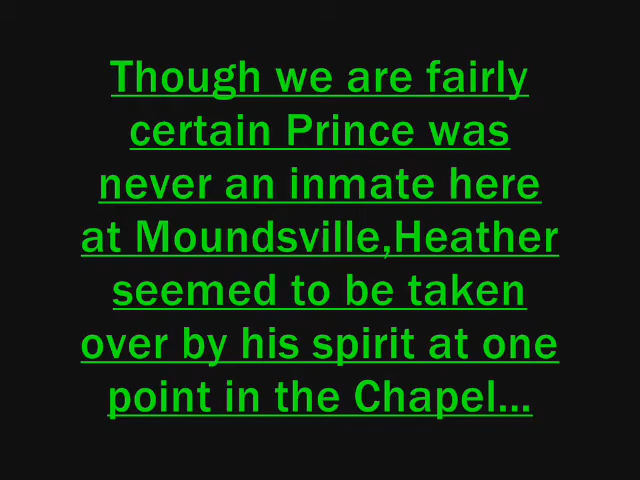 Though we are fairly
certain Prince was
never an inmate here
at Moundsville,Heather
seemed to be taken
over by his spirit at one
point in the Chapel...